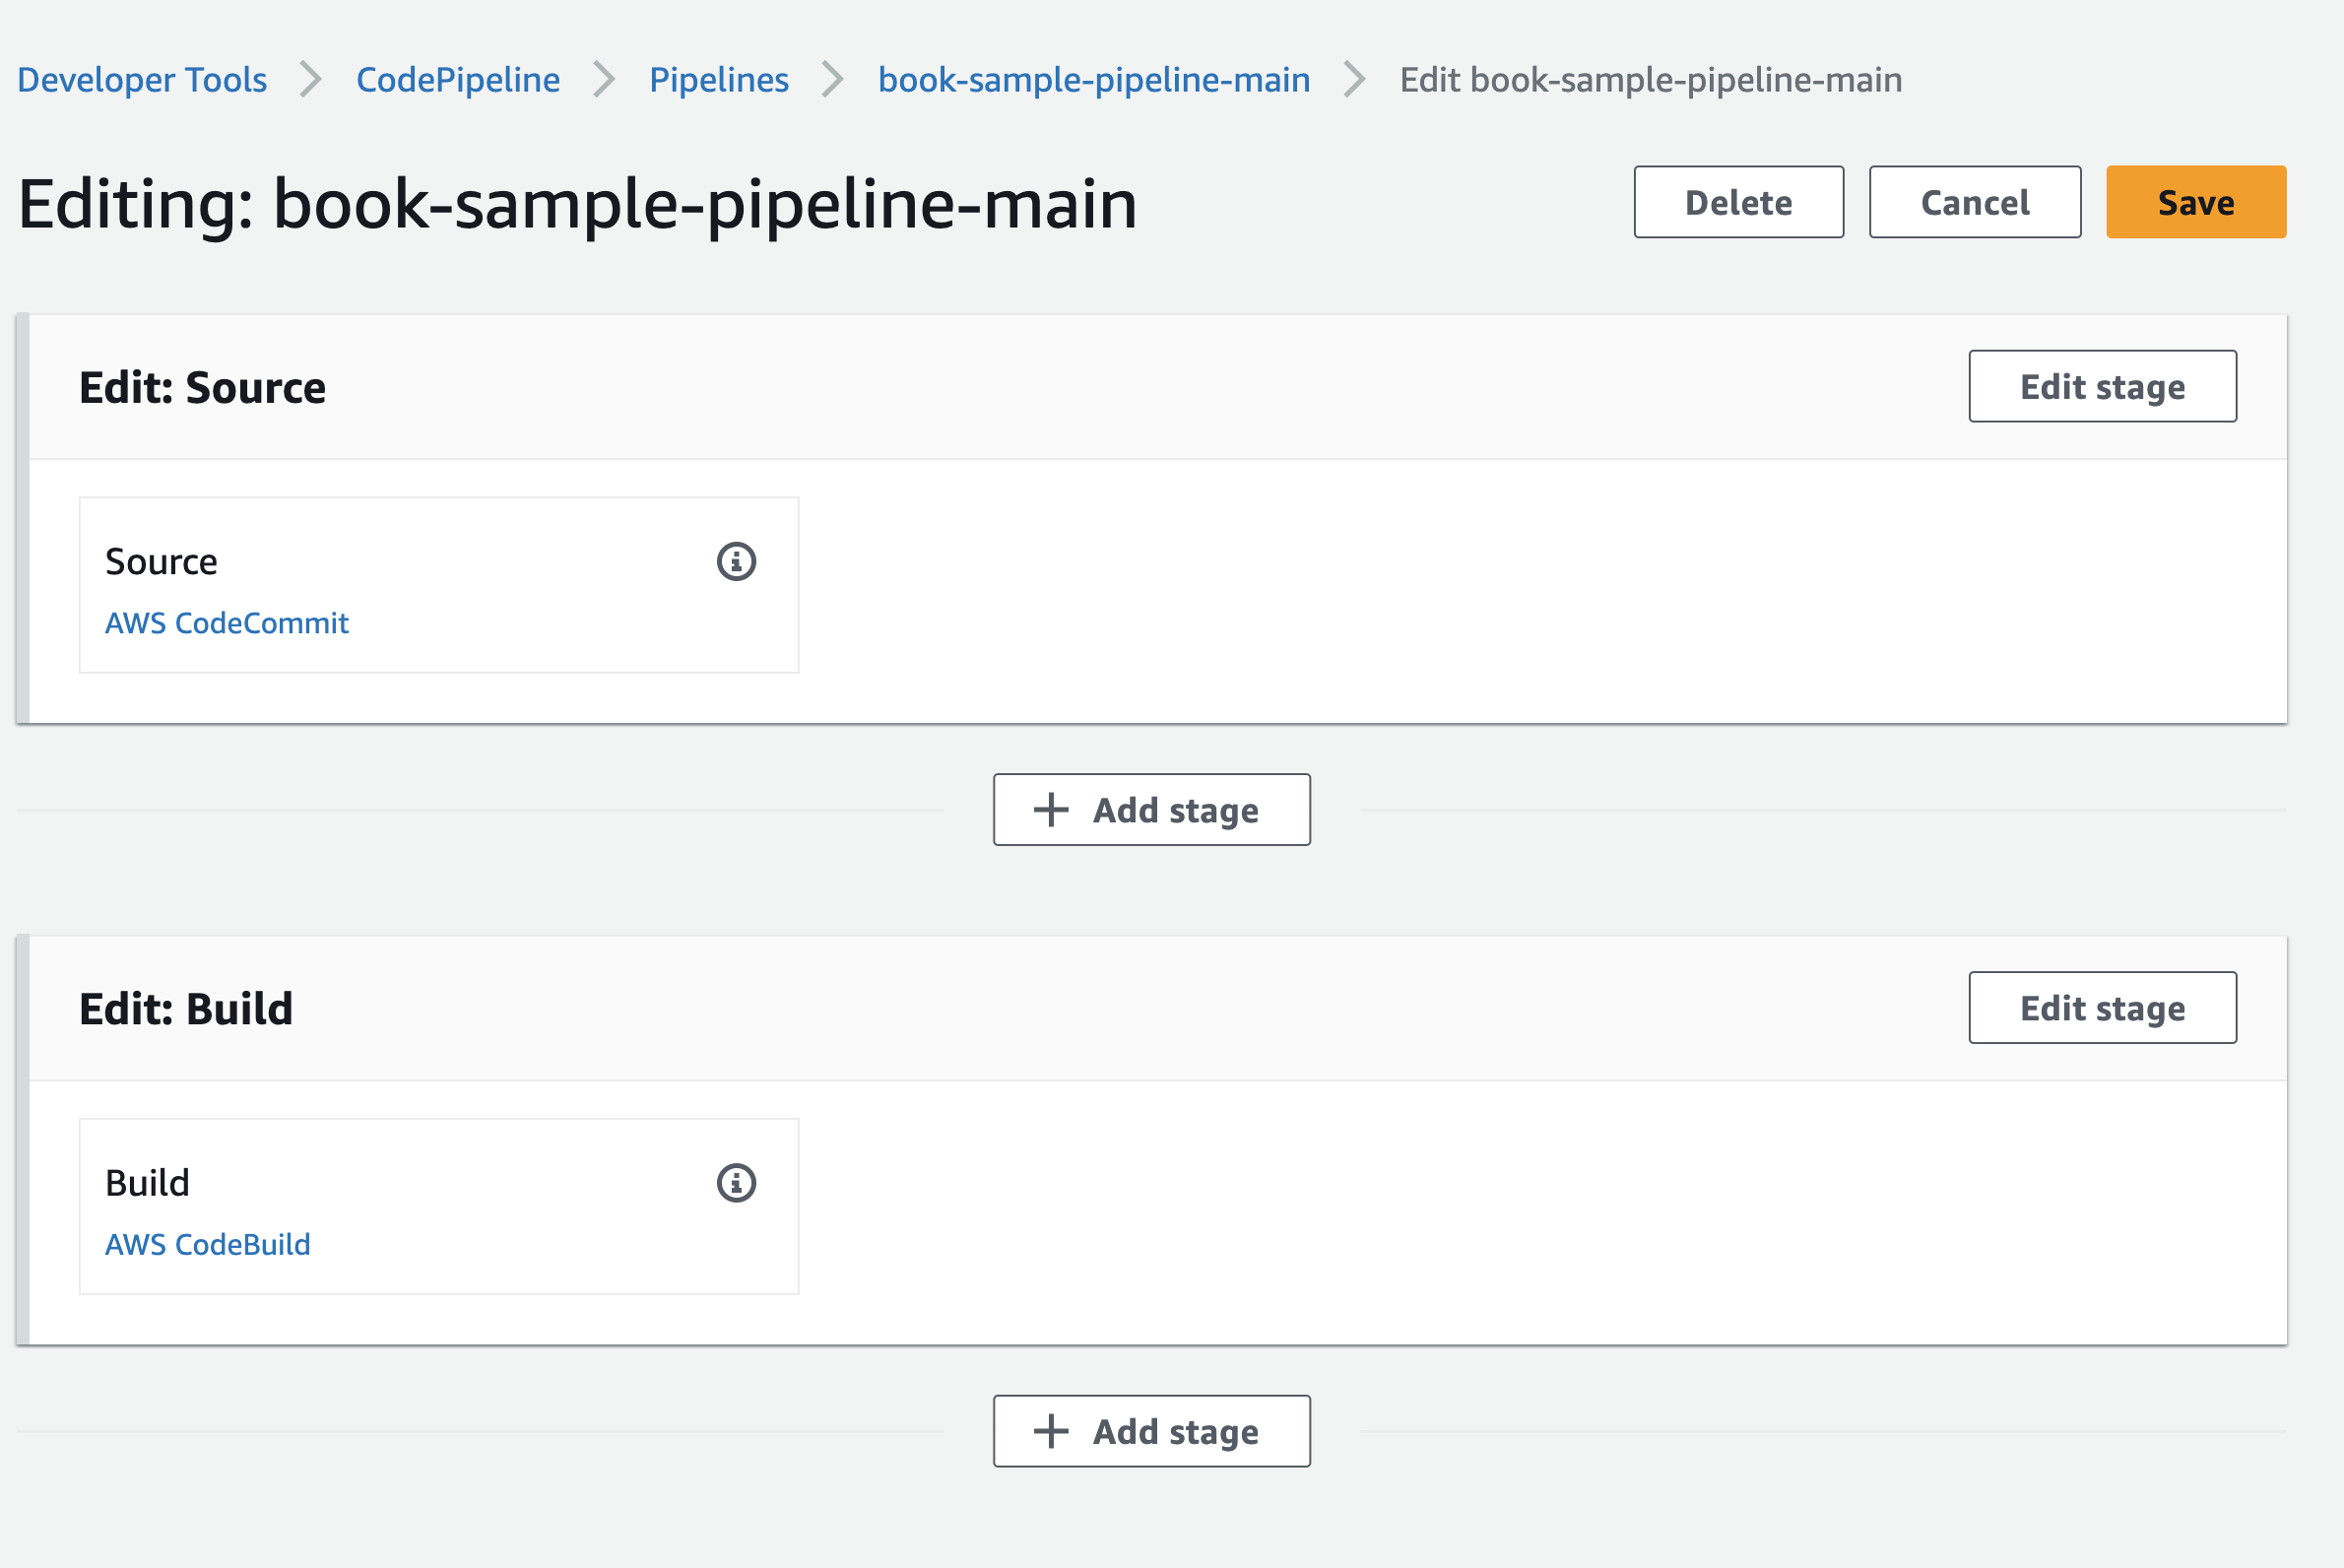 Developer Tools > CodePipeline > Pipelines > book-sample-pipeline-main > Edit book-sample-pipeline-main
Editing: book-sample-pipeline-main Delete Cancel Save
Edit: Source Edit stage
Source
AWS CodeCommit
+ Add stage
Edit: Build Edit stage
Build
AWS CodeBuild
+ Add stage